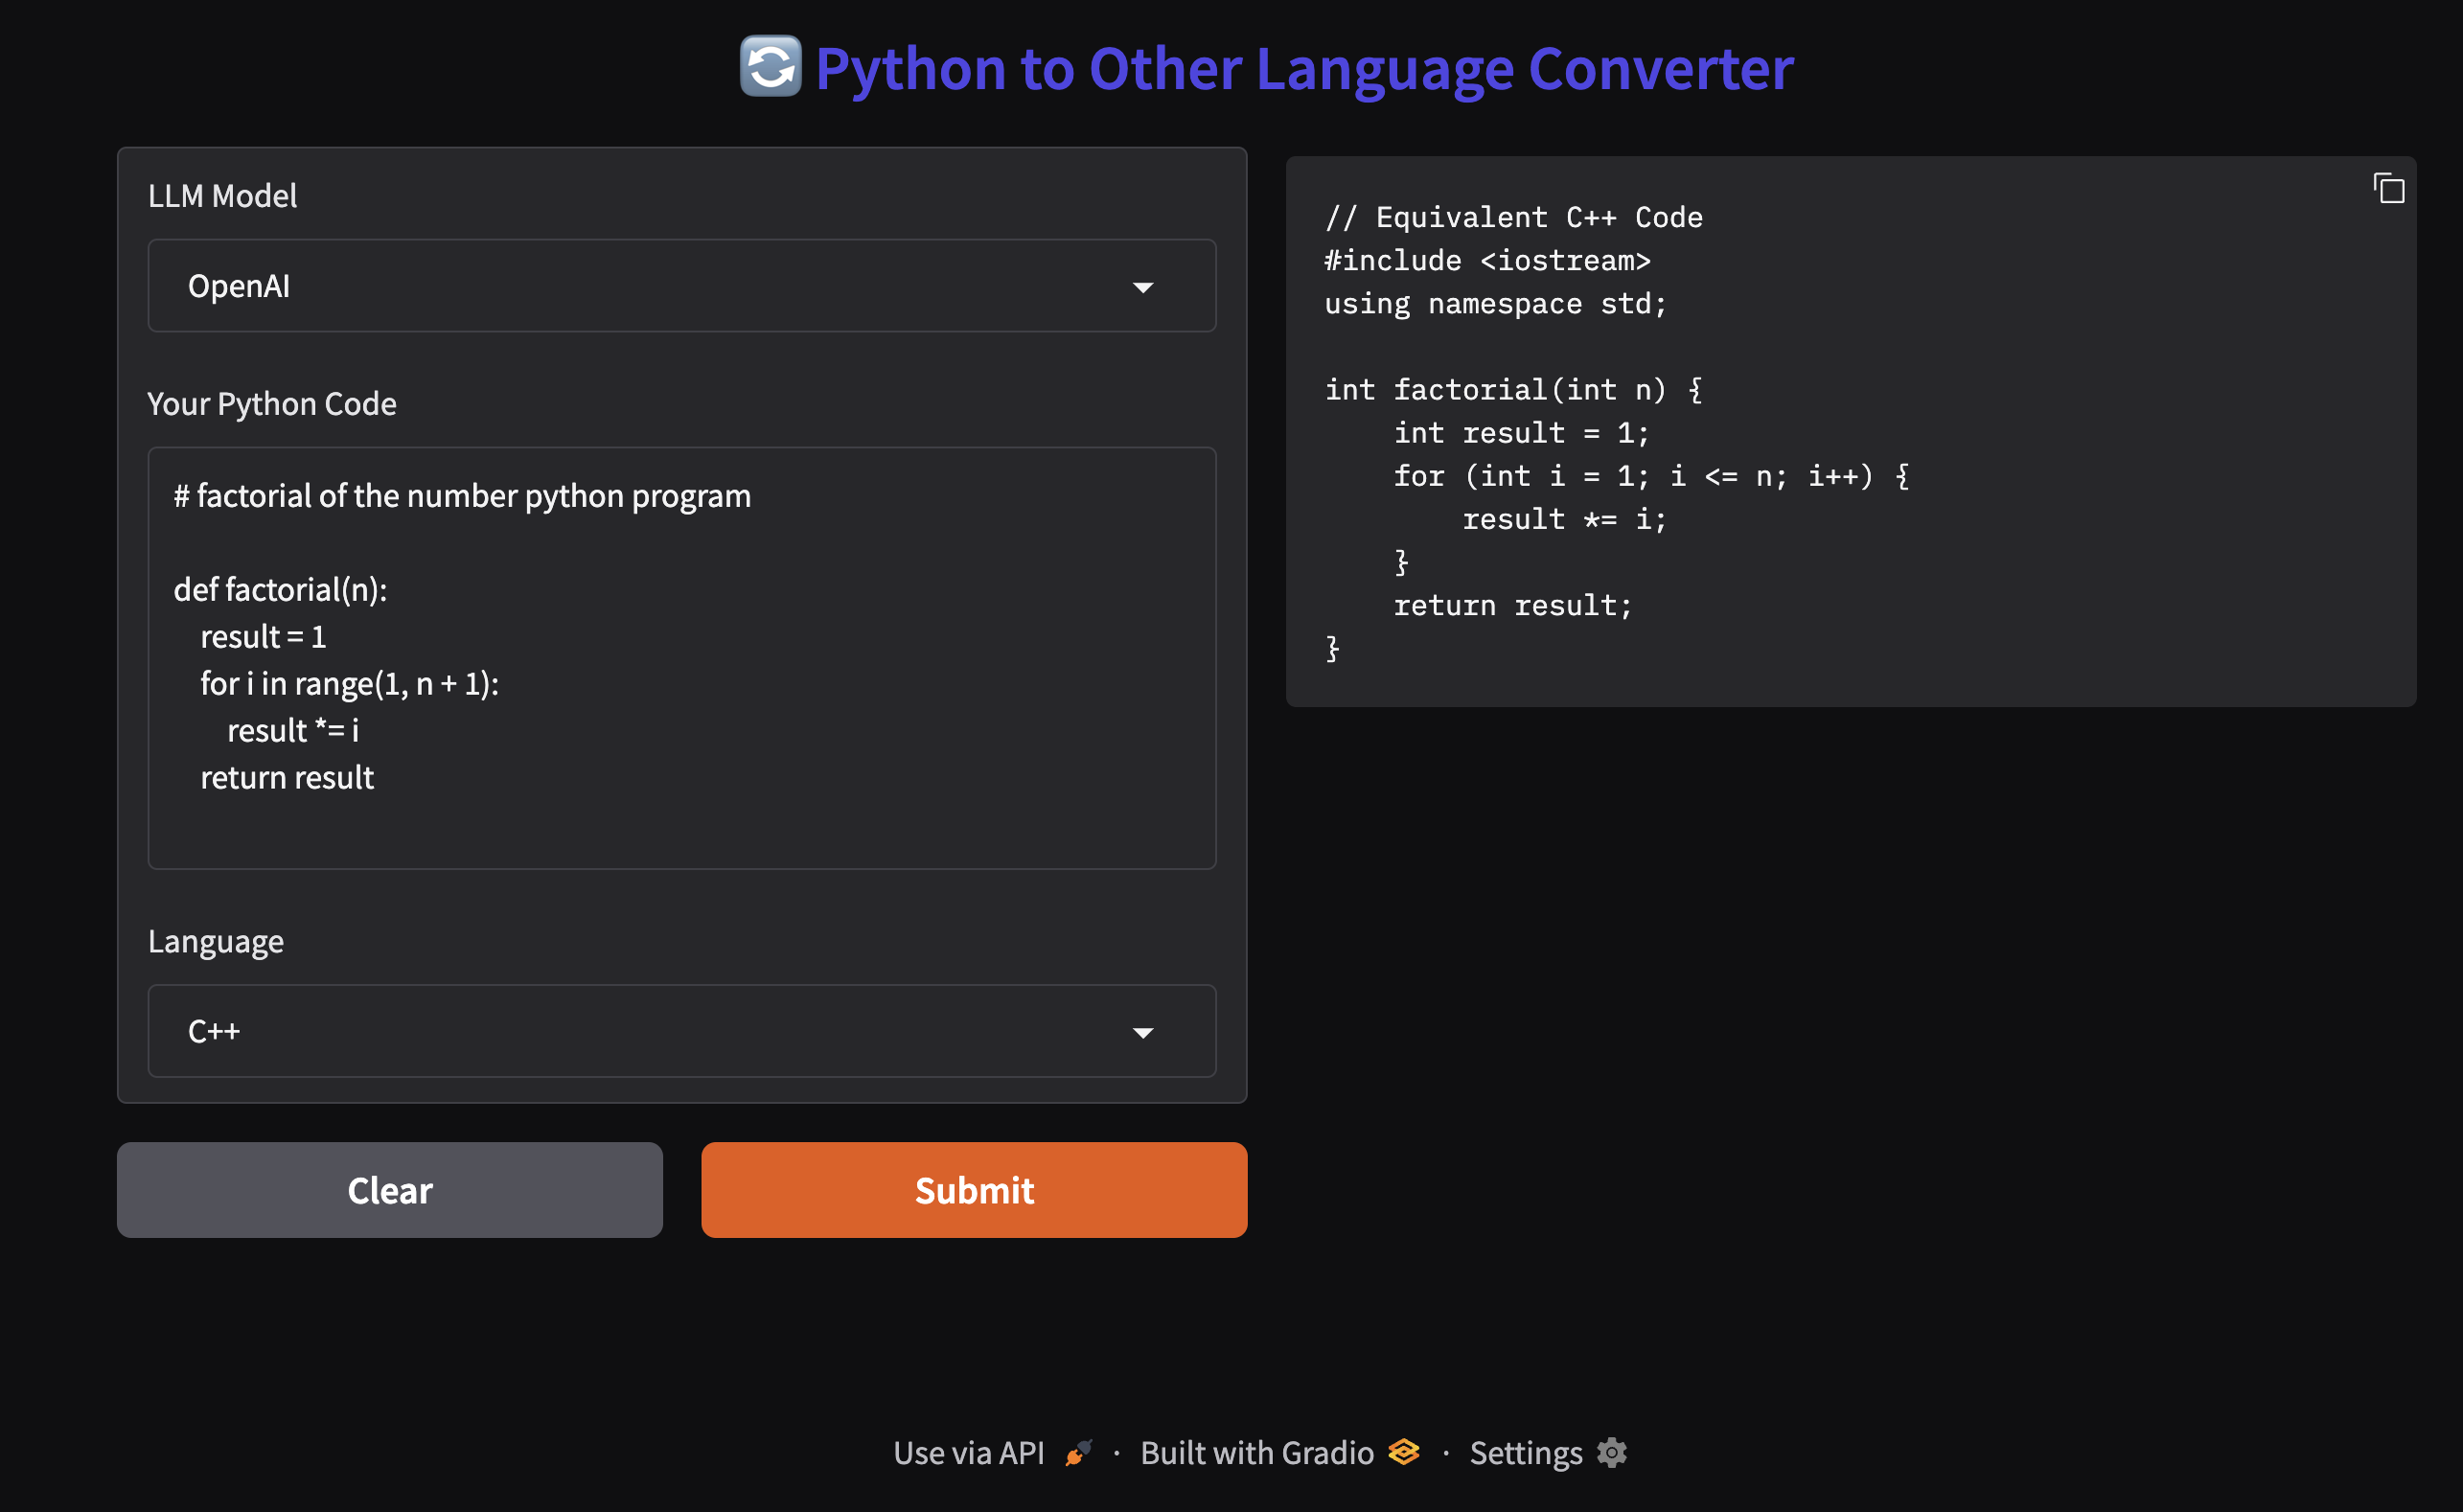 Python to Other Language Converter
LLM Model
OpenAI
Your Python Code
# factorial of the number python program

def factorial(n):
    result = 1
    for i in range(1, n + 1):
        result *= i
    return result
Language
C++
Clear
Submit
// Equivalent C++ Code
#include <iostream>
using namespace std;

int factorial(int n) {
    int result = 1;
    for (int i = 1; i <= n; i++) {
        result *= i;
    }
    return result;
}
Use via API · Built with Gradio · Settings